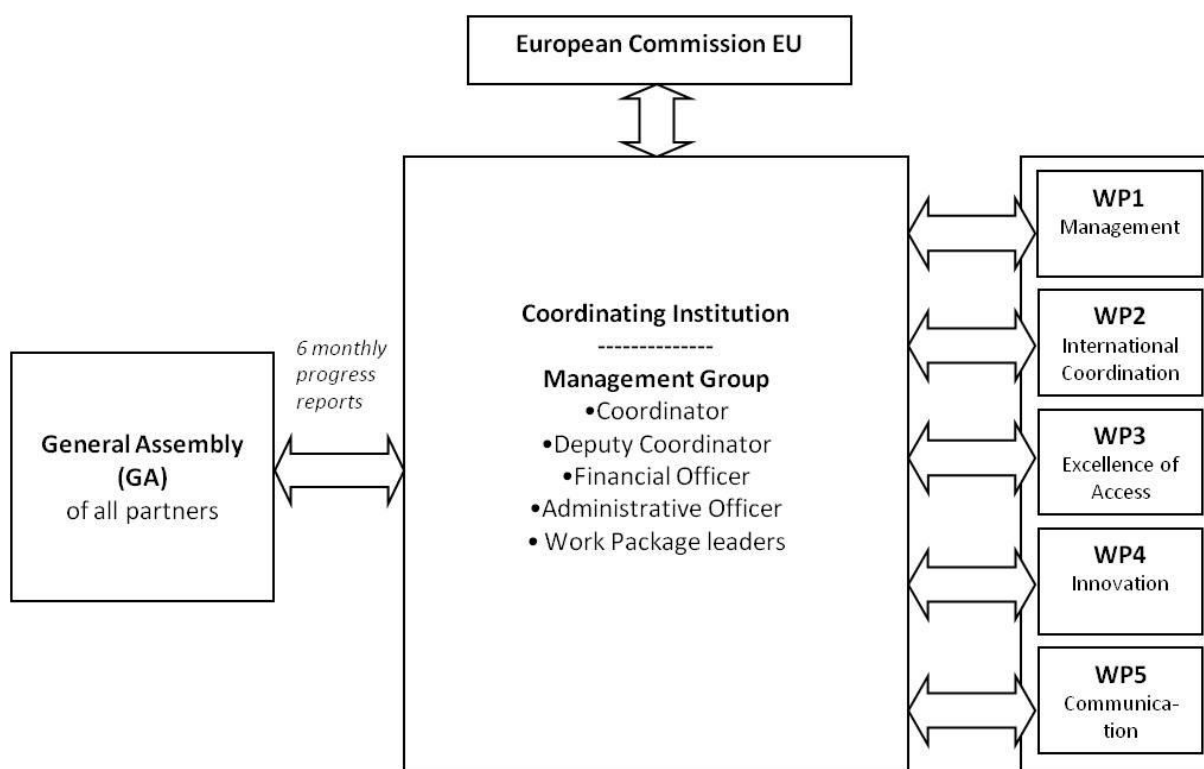 European Commission EU
WP1
Management
WP2
International
Coordination
WP3
Excellence of
Access
WP4
Innovation
WP5
Communica-
tion
Coordinating Institution
--------------
Management Group
•Coordinator
•Deputy Coordinator
•Financial Officer
•Administrative Officer
• Work Package leaders
6 monthly
progress
reports
General Assembly
(GA)
of all partners